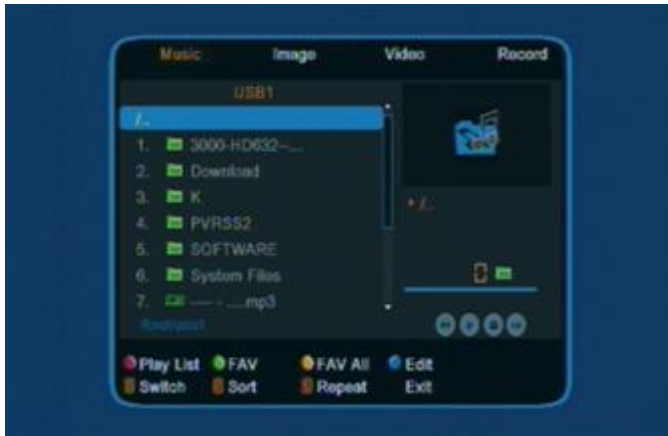 Music Image Video Record
USB1
/..
1. 3000-HD632--...
2. Download
3. K
4. PVRSS2
5. SOFTWARE
6. System Files
7. ---- - ....mp3
/..
Play List FAV FAV All Edit
Switch Sort Repeat Exit